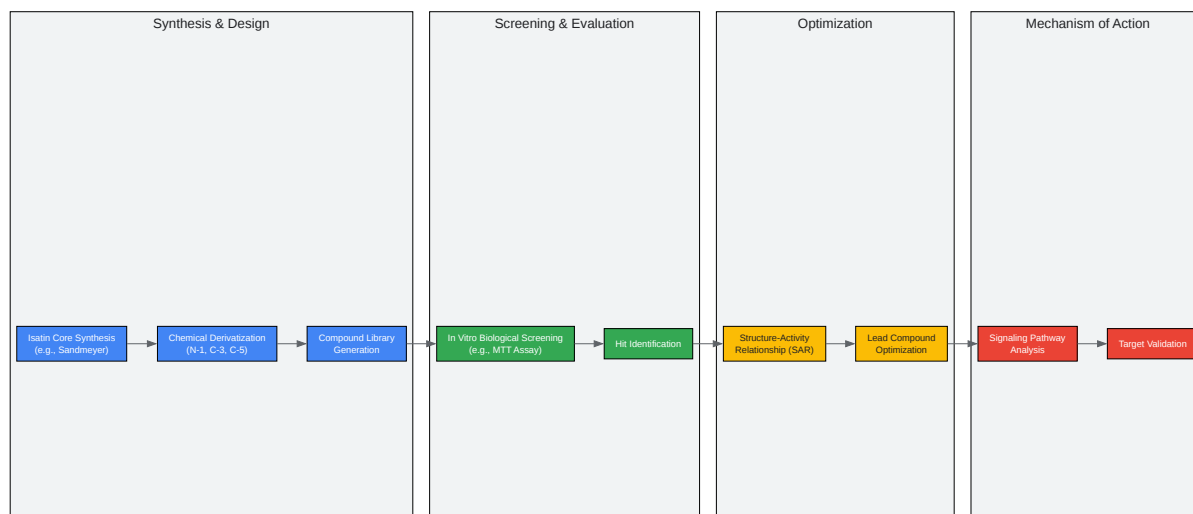 Synthesis & Design
Screening & Evaluation
Optimization
Mechanism of Action
Isatin Core Synthesis
(e.g., Sandmeyer)
Chemical Derivatization
(N-1, C-3, C-5)
Compound Library
Generation
In Vitro Biological Screening
(e.g., MTT Assay)
Hit Identification
Structure-Activity
Relationship (SAR)
Lead Compound
Optimization
Signaling Pathway
Analysis
Target Validation